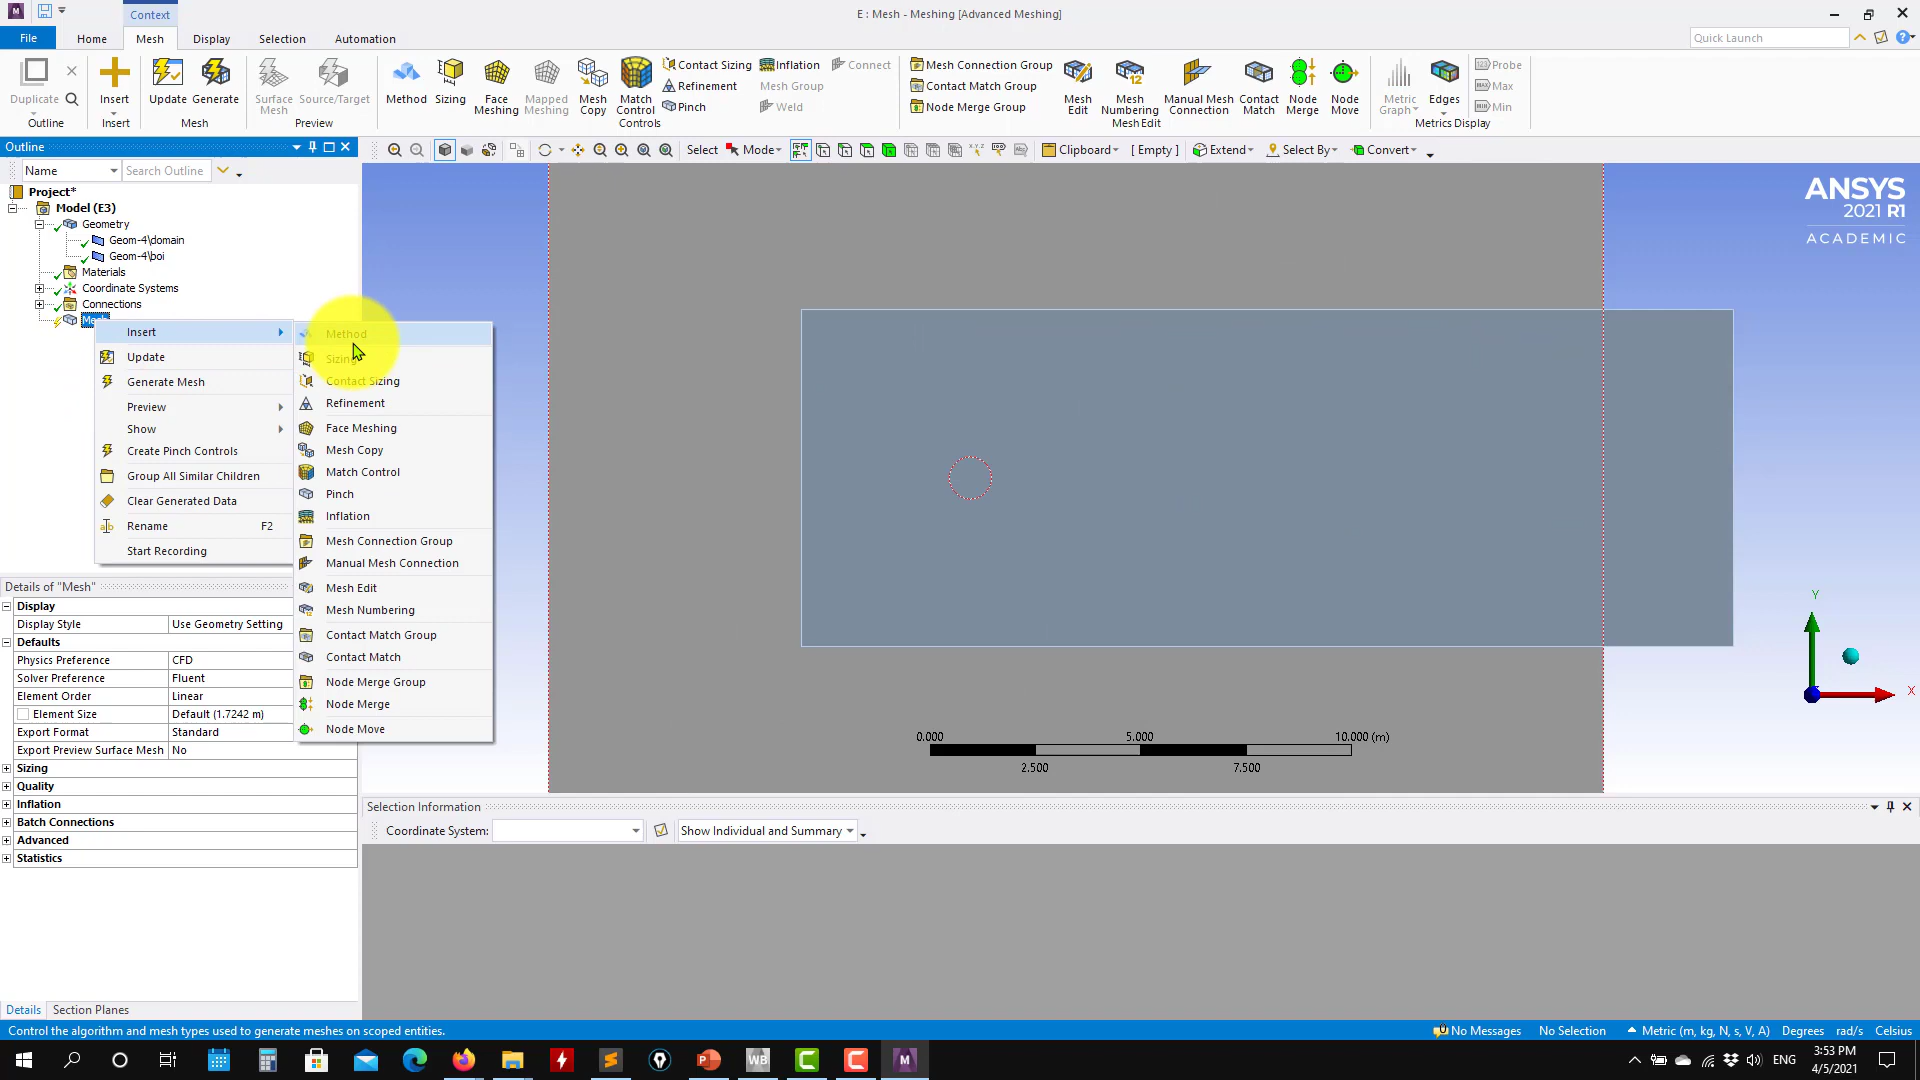 Context
E : Mesh - Meshing [Advanced Meshing]
File
Home
Mesh
Display
Selection
Automation
Quick Launch
Duplicate
Outline
Insert
Insert
Update
Generate
Mesh
Surface
Mesh
Source/Target
Preview
Method
Sizing
Face
Meshing
Mapped
Meshing
Mesh
Copy
Match
Control
Contact Sizing
Refinement
Pinch
Inflation
Mesh Group
Weld
Connect
Controls
Mesh Connection Group
Contact Match Group
Node Merge Group
Mesh
Edit
Mesh
Numbering
Manual Mesh
Connection
Contact
Match
Node
Merge
Node
Move
Mesh Edit
Metric
Graph
Edges
Probe
Max
Min
Metrics Display
Outline
Select
Mode
Clipboard
[ Empty ]
Extend
Select By
Convert
Name
Search Outline
Project*
Model (E3)
Geometry
Geom-4\domain
Geom-4\boi
Materials
Coordinate Systems
Connections
Insert
Update
Generate Mesh
Preview
Show
Create Pinch Controls
Group All Similar Children
Clear Generated Data
Rename F2
Start Recording
Method
Sizing
Contact Sizing
Refinement
Face Meshing
Mesh Copy
Match Control
Pinch
Inflation
Mesh Connection Group
Manual Mesh Connection
Mesh Edit
Mesh Numbering
Contact Match Group
Contact Match
Node Merge Group
Node Merge
Node Move
Details of "Mesh"
Display
Display Style Use Geometry Setting
Defaults
Physics Preference CFD
Solver Preference Fluent
Element Order Linear
Element Size Default (1.7242 m)
Export Format Standard
Export Preview Surface Mesh No
Sizing
Quality
Inflation
Batch Connections
Advanced
Statistics
ANSYS
2021 R1
ACADEMIC
Y
X
0.000 5.000 10.000 (m)
2.500 7.500
Selection Information
Coordinate System:
Show Individual and Summary
Details
Section Planes
Control the algorithm and mesh types used to generate meshes on scoped entities.
No Messages
No Selection
Metric (m, kg, N, s, V, A)
Degrees
rad/s
Celsius
WB
ENG
3:53 PM
4/5/2021